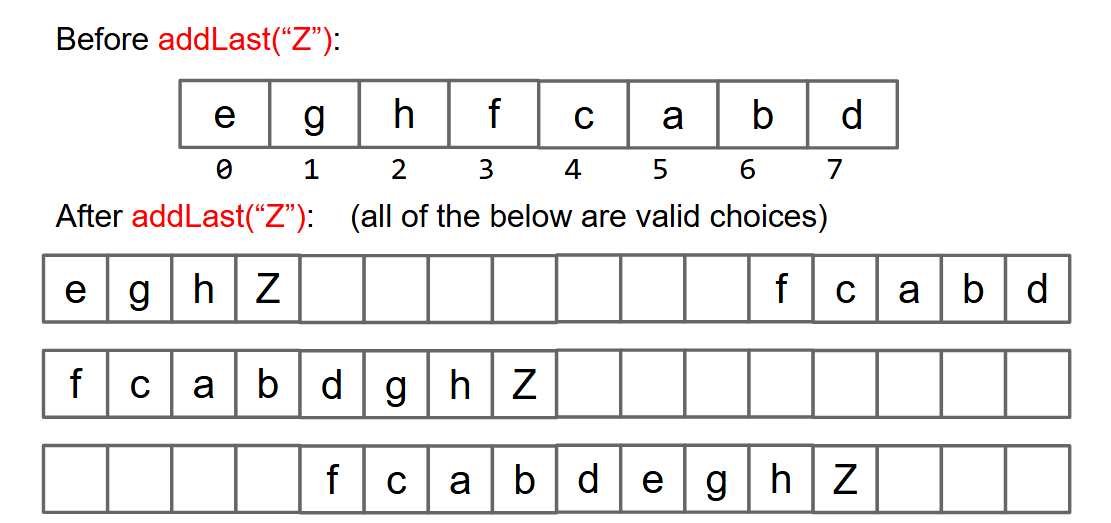 Before addLast(“Z”):
e g h f c a b d
0 1 2 3 4 5 6 7
After addLast(“Z”): (all of the below are valid choices)
e g h Z f c a b d
f c a b d g h Z
f c a b d e g h Z